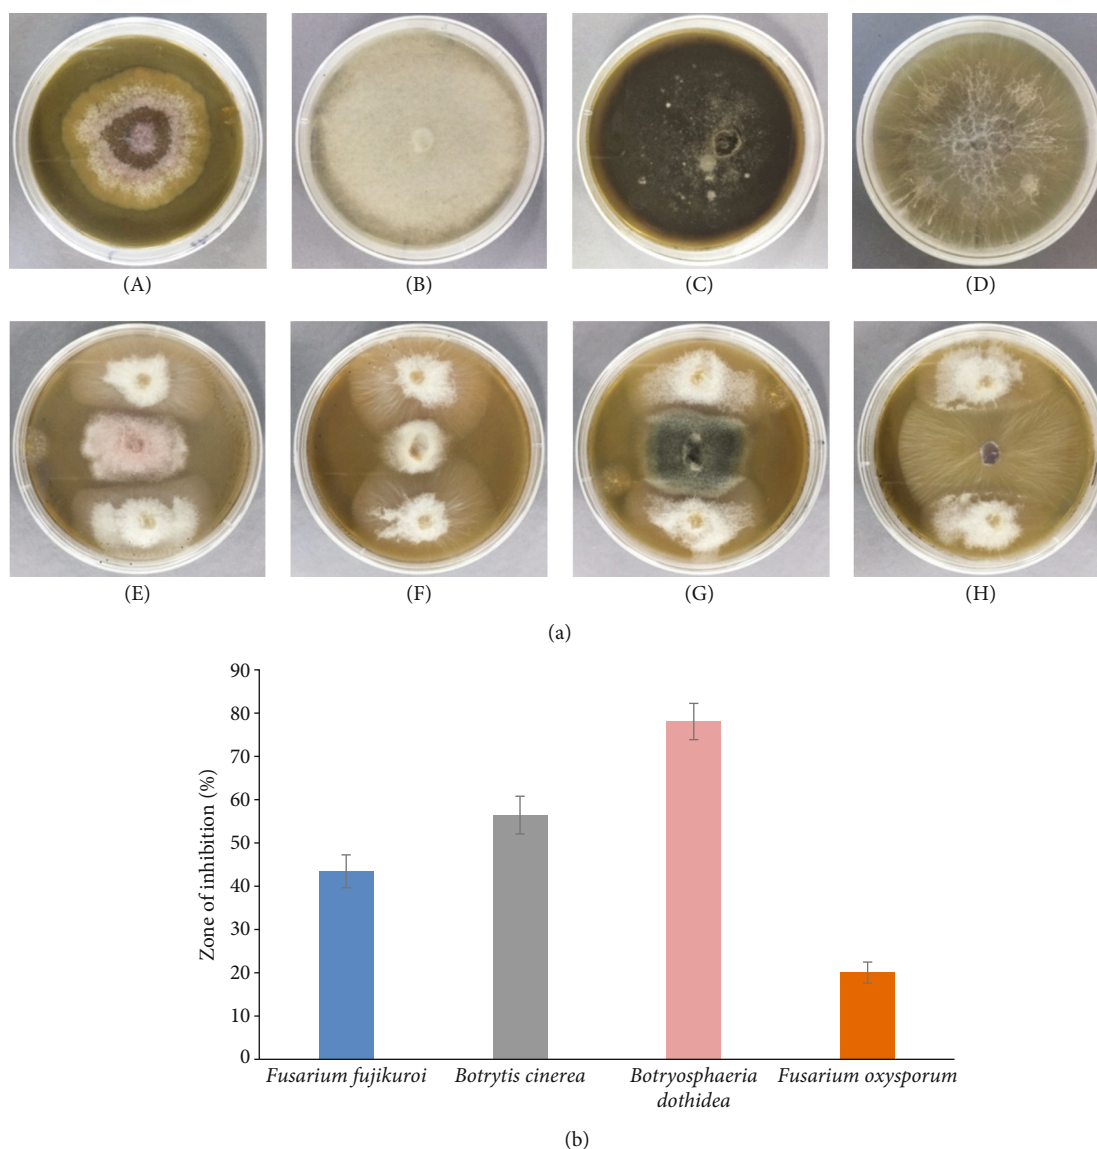 (A)
(B)
(C)
(D)
(E)
(F)
(G)
(H)
(a)
90
80
70
60
50
40
30
20
10
0
Zone of inhibition (%)
Fusarium fujikuroi
Botrytis cinerea
Botryosphaeria
dothidea
Fusarium oxysporum
(b)